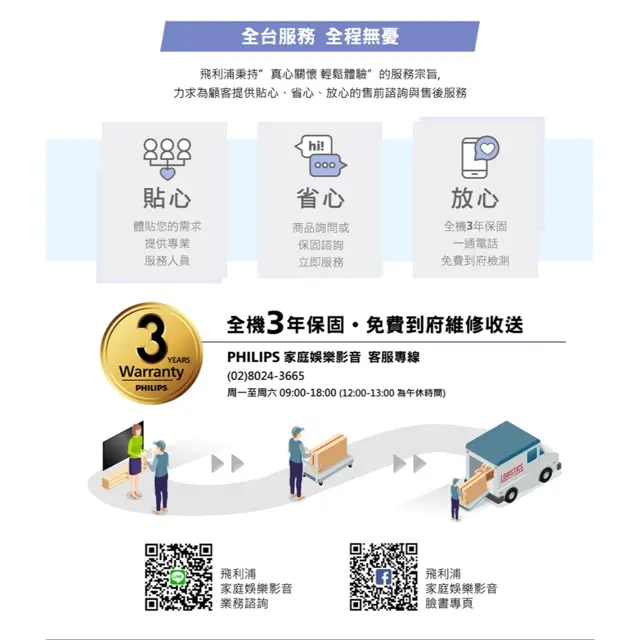 全台服務 全程無憂
飛利浦秉持”真心關懷 輕鬆體驗”的服務宗旨,
力求為顧客提供貼心、省心、放心的售前諮詢與售後服務
hi!
貼心
體貼您的需求
提供專業
服務人員
省心
商品詢問或
保固諮詢
立即服務
放心
全機3年保固
一通電話
免費到府檢測
3
YEARS
Warranty
PHILIPS
全機3年保固・免費到府維修收送
PHILIPS 家庭娛樂影音 客服專線
(02)8024-3665
周一至周六 09:00-18:00 (12:00-13:00 為午休時間)
LOGISTICS
LINE
飛利浦
家庭娛樂影音
業務諮詢
飛利浦
家庭娛樂影音
臉書專頁